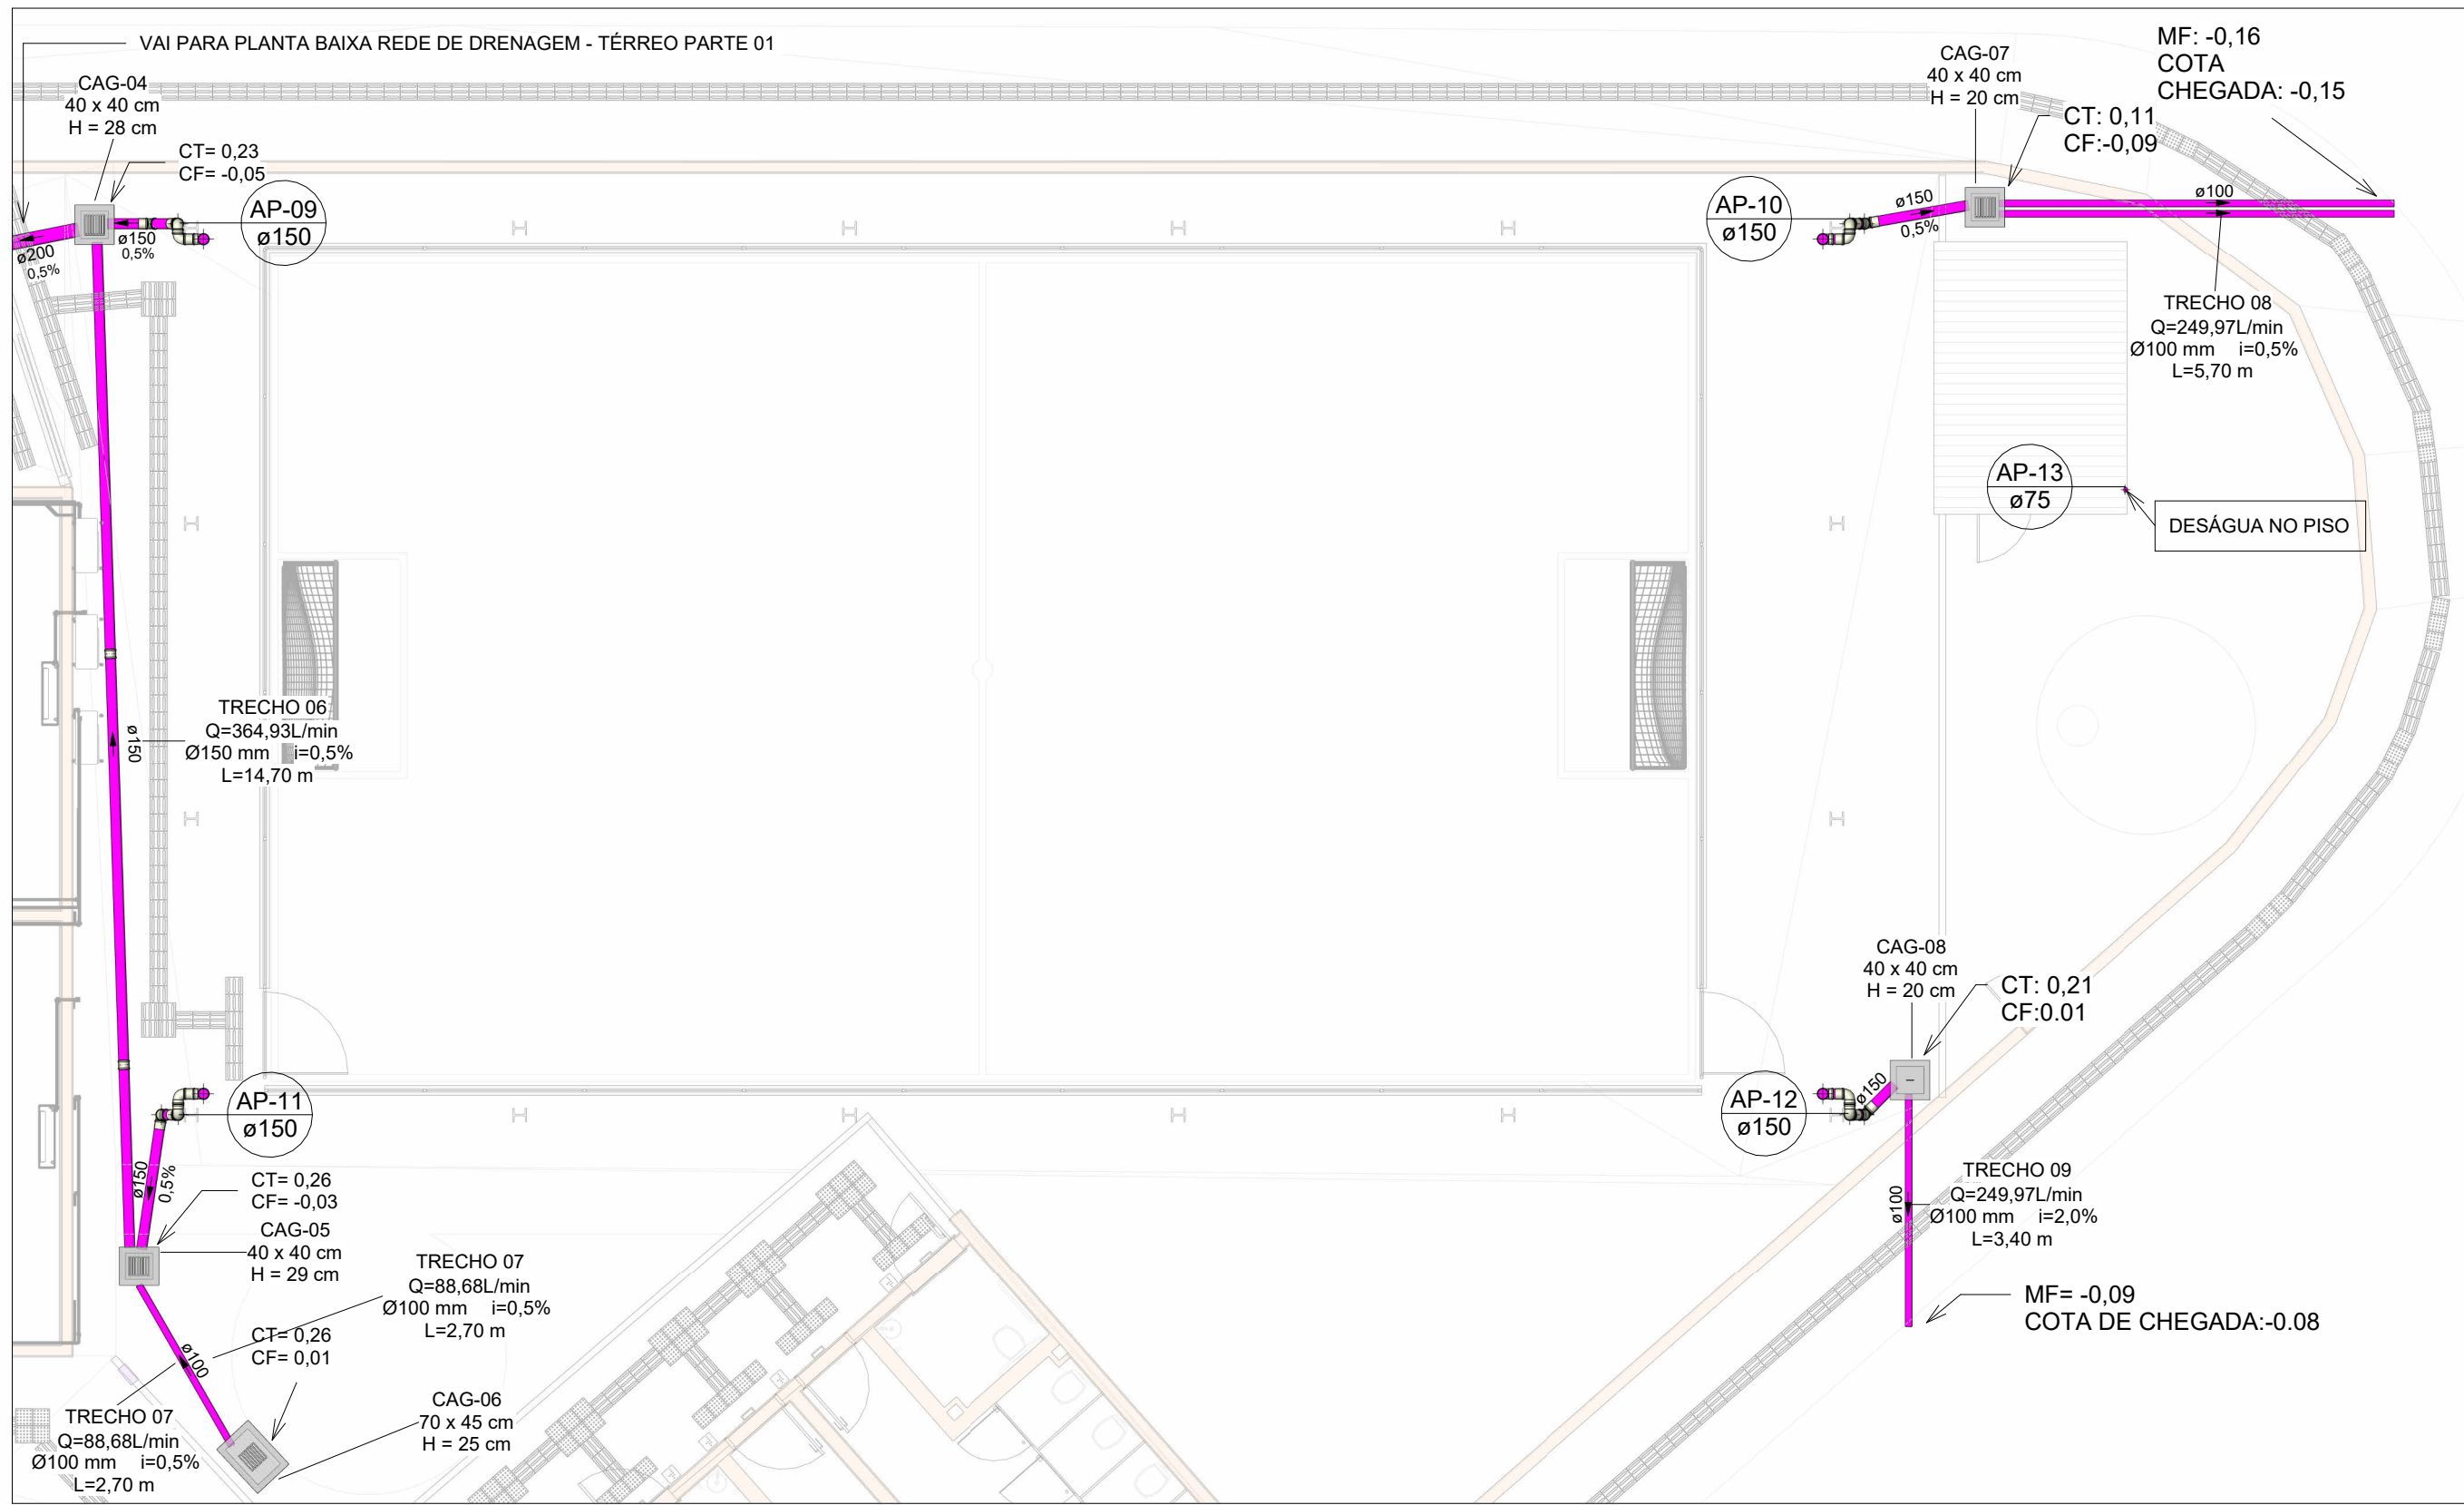 VAI PARA PLANTA BAIXA REDE DE DRENAGEM - TÉRREO PARTE 01
CAG-04
40 x 40 cm
H = 28 cm
CT= 0,23
CF= -0,05
AP-09
ø150
ø150
0,5%
ø200
0,5%
CAG-07
40 x 40 cm
H = 20 cm
MF: -0,16
COTA
CHEGADA: -0,15
CT: 0,11
CF:-0,09
AP-10
ø150
ø150
0,5%
ø100
TRECHO 08
Q=249,97L/min
Ø100 mm i=0,5%
L=5,70 m
AP-13
ø75
DESÁGUA NO PISO
ø150
TRECHO 06
Q=364,93L/min
Ø150 mm i=0,5%
L=14,70 m
CAG-08
40 x 40 cm
H = 20 cm
CT: 0,21
CF:0.01
AP-11
ø150
ø150
0,5%
AP-12
ø150
ø150
CT= 0,26
CF= -0,03
CAG-05
40 x 40 cm
H = 29 cm
TRECHO 09
Q=249,97L/min
Ø100 mm i=2,0%
L=3,40 m
ø100
TRECHO 07
Q=88,68L/min
Ø100 mm i=0,5%
L=2,70 m
MF= -0,09
COTA DE CHEGADA:-0.08
CT= 0,26
CF= 0,01
ø100
CAG-06
70 x 45 cm
H = 25 cm
TRECHO 07
Q=88,68L/min
Ø100 mm i=0,5%
L=2,70 m